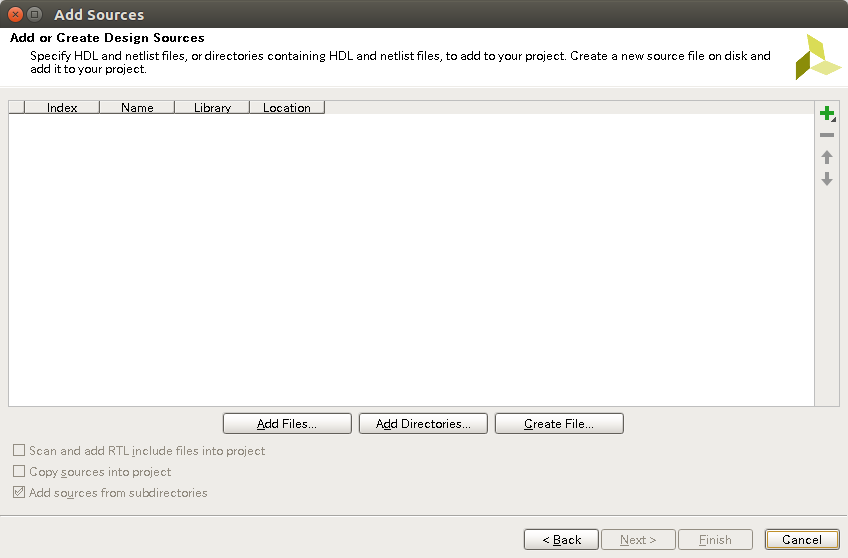 Add Sources
Add or Create Design Sources
Specify HDL and netlist files, or directories containing HDL and netlist files, to add to your project. Create a new source file on disk and
add it to your project.
Index Name Library Location
Add Files... Add Directories... Create File...
Scan and add RTL include files into project
Copy sources into project
Add sources from subdirectories
< Back Next > Finish Cancel